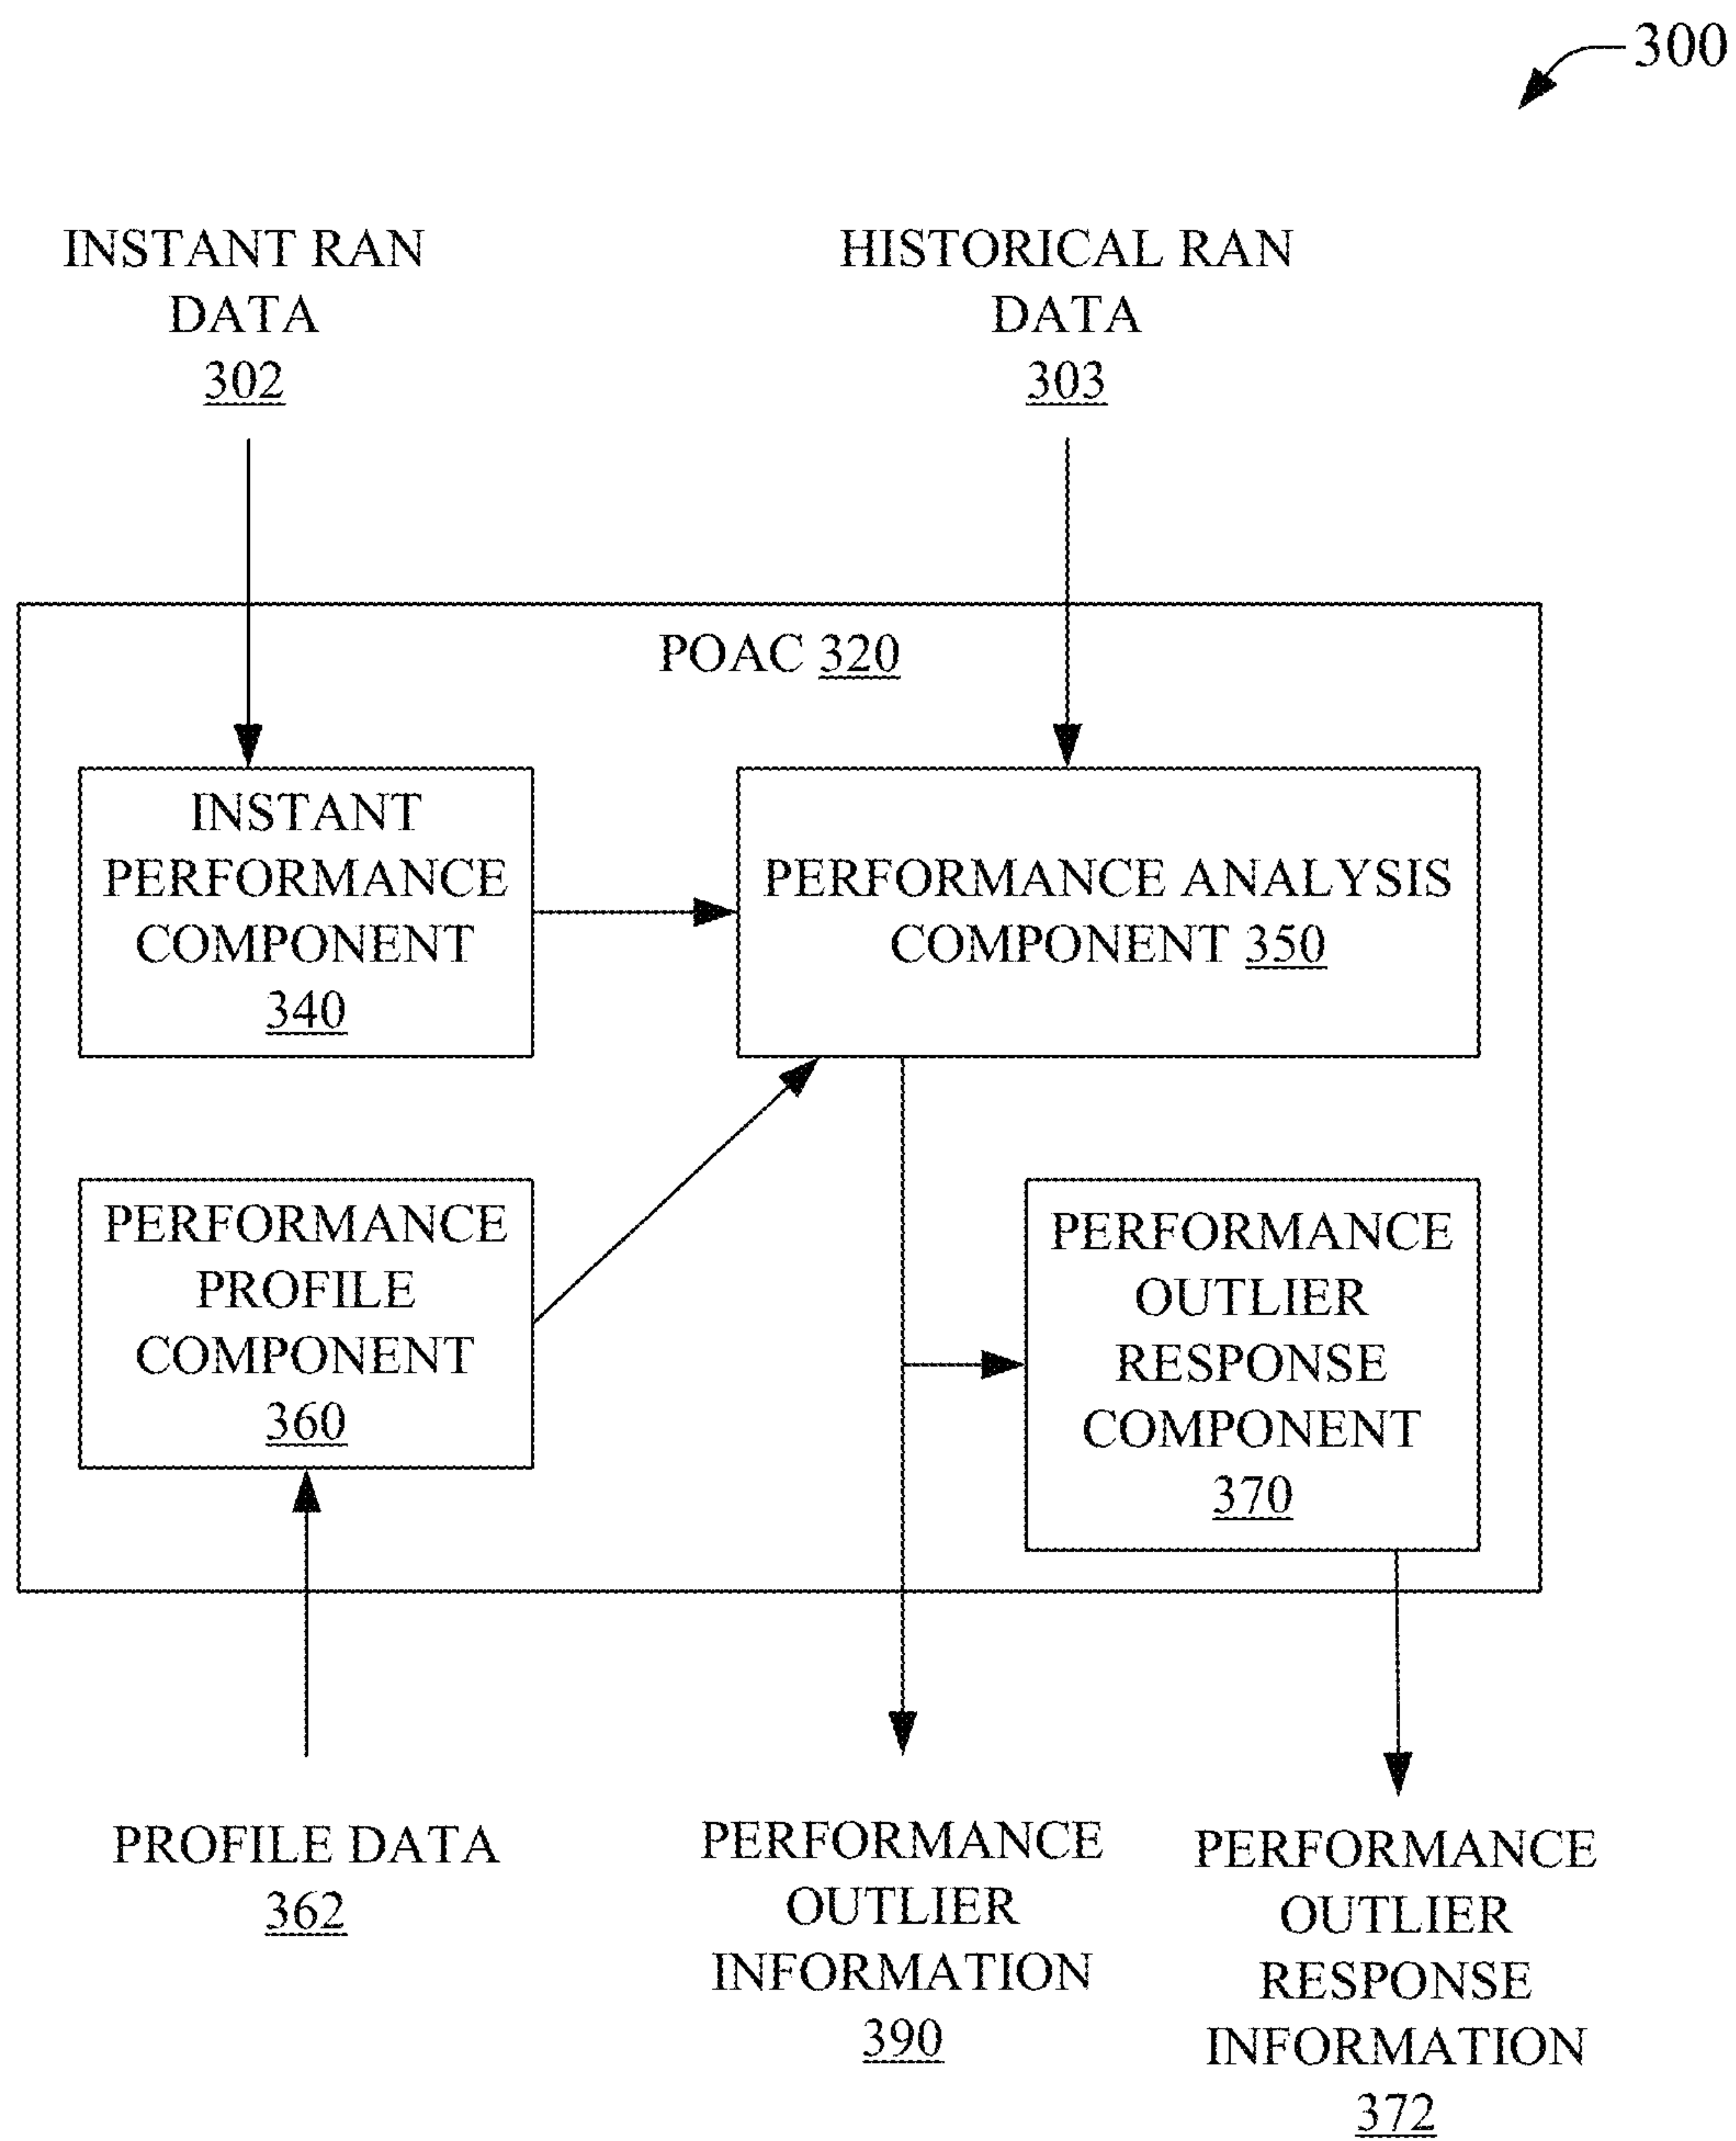 300
INSTANT RAN
DATA
302
HISTORICAL RAN
DATA
303
POAC 320
INSTANT
PERFORMANCE
COMPONENT
340
PERFORMANCE ANALYSIS
COMPONENT 350
PERFORMANCE
PROFILE
COMPONENT
360
PERFORMANCE
OUTLIER
RESPONSE
COMPONENT
370
PROFILE DATA
362
PERFORMANCE
OUTLIER
INFORMATION
390
PERFORMANCE
OUTLIER
RESPONSE
INFORMATION
372